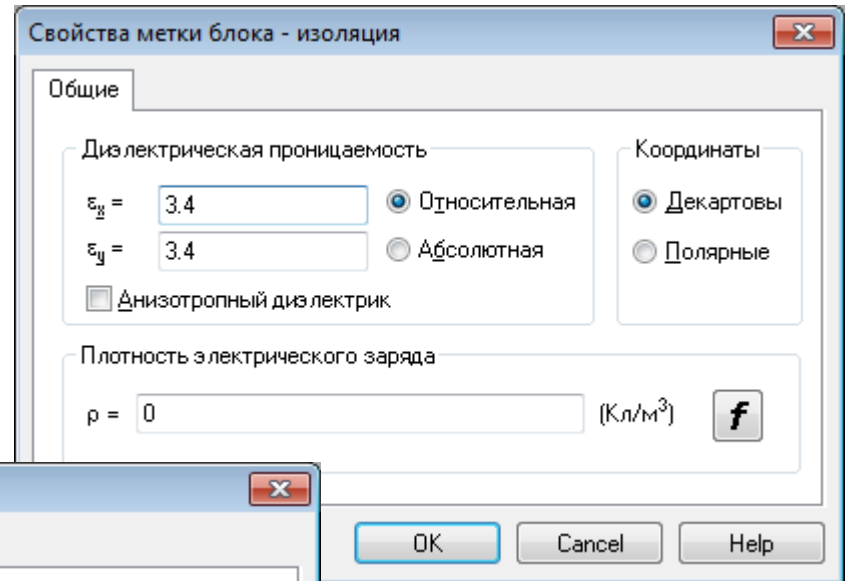 Свойства метки блока - изоляция
Общие
Диэлектрическая проницаемость
Координаты
εx = 3.4 Относительная
Декартовы
εy = 3.4 Абсолютная
Полярные
Анизотропный диэлектрик
Плотность электрического заряда
ρ = 0 (Кл/м³) f
OK Cancel Help